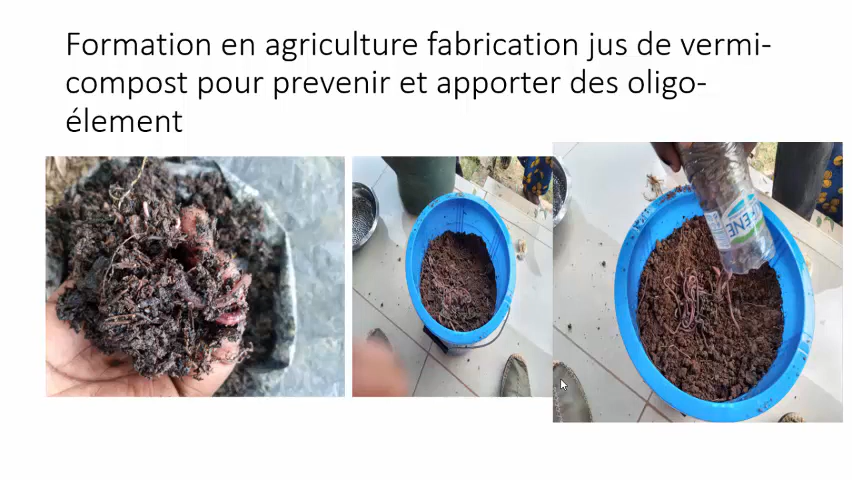 Formation en agriculture fabrication jus de vermi-
compost pour prevenir et apporter des oligo-
élement